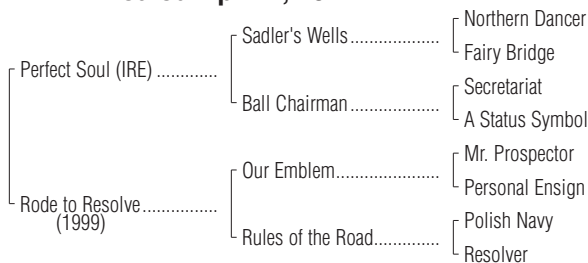 Northern Dancer
Sadler's Wells
Fairy Bridge
Perfect Soul (IRE)
Secretariat
Ball Chairman
A Status Symbol
Mr. Prospector
Our Emblem
Personal Ensign
Rode to Resolve
(1999)
Polish Navy
Rules of the Road
Resolver